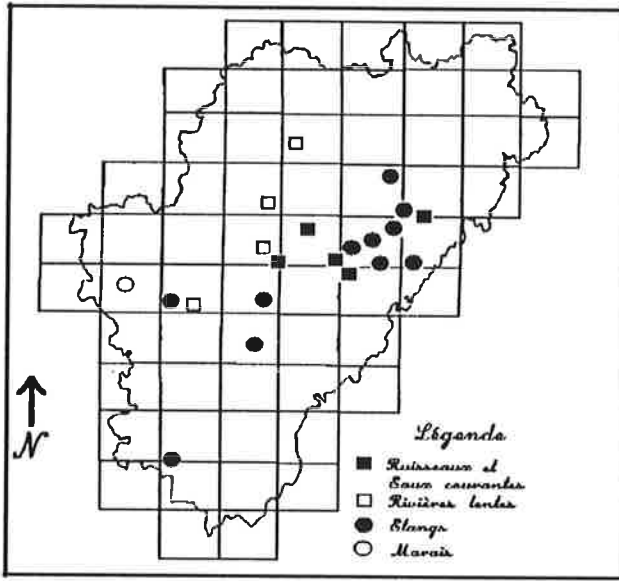 N
Légende
Ruisseaux et
Eaux courantes
Rivières lentes
Etangs
Marais